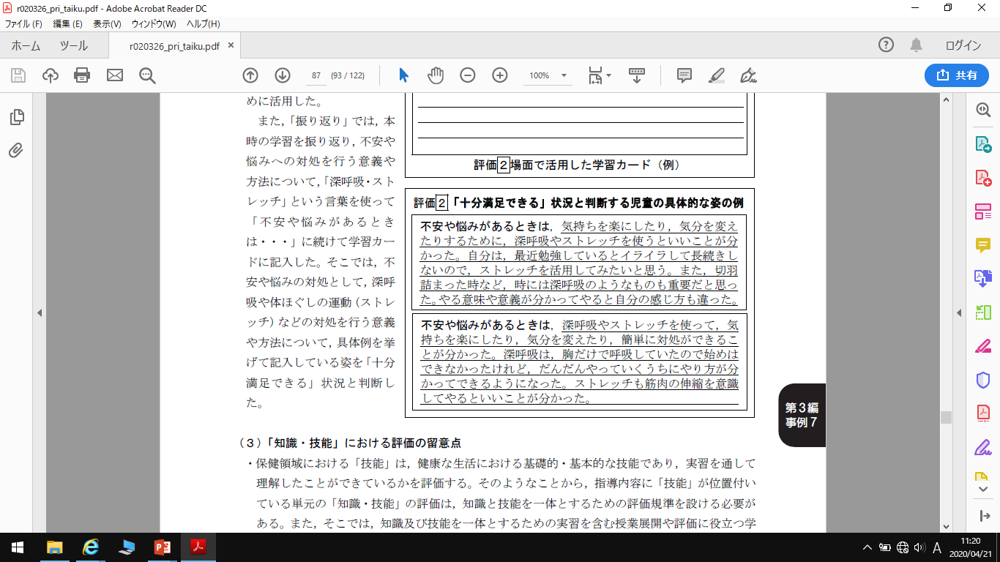 r020326_pri_taiku.pdf - Adobe Acrobat Reader DC
ファイル(F) 編集(E) 表示(V) ウィンドウ(W) ヘルプ(H)
ホーム ツール r020326_pri_taiku.pdf × ログイン
87 (93 / 122) 100% 共有
めに活用した。
また，「振り返り」では，本
時の学習を振り返り，不安や
悩みへの対処を行う意義や
方法について，「深呼吸・スト
レッチ」という言葉を使って
「不安や悩みがあるとき
は・・・」に続けて学習カー
ドに記入した。そこでは，不
安や悩みの対処として，深呼
吸や体ほぐしの運動（ストレ
ッチ）などの対処を行う意義
や方法について，具体例を挙
げて記入している姿を「十分
満足できる」状況と判断し
た。
評価２場面で活用した学習カード（例）
評価２「十分満足できる」状況と判断する児童の具体的な姿の例
不安や悩みがあるときは，気持ちを楽にしたり，気分を変え
たりするために，深呼吸やストレッチを使うといいことが分
かった。自分は，最近勉強しているとイライラして長続きし
ないので，ストレッチを活用してみたいと思う。また，切羽
詰まった時など，時には深呼吸のようなものも重要だと思っ
た。やる意味や意義が分かってやると自分の感じ方も違った。
不安や悩みがあるときは，深呼吸やストレッチを使って，気
持ちを楽にしたり，気分を変えたり，簡単に対処ができるこ
とが分かった。深呼吸は，胸だけで呼吸していたので始めは
できなかったけれど，だんだんやっていくうちにやり方が分
かってできるようになった。ストレッチも筋肉の伸縮を意識
してやるといいことが分かった。
第３編
事例７
（３）「知識・技能」における評価の留意点
・保健領域における「技能」は，健康な生活における基礎的・基本的な技能であり，実習を通して
理解したことができているかを評価する。そのようなことから，指導内容に「技能」が位置付い
ている単元の「知識・技能」の評価は，知識と技能を一体とするための評価規準を設ける必要が
ある。また，そこでは，知識及び技能を一体とするための実習を含む授業展開や評価に役立つ学
A
11:20
2020/04/21